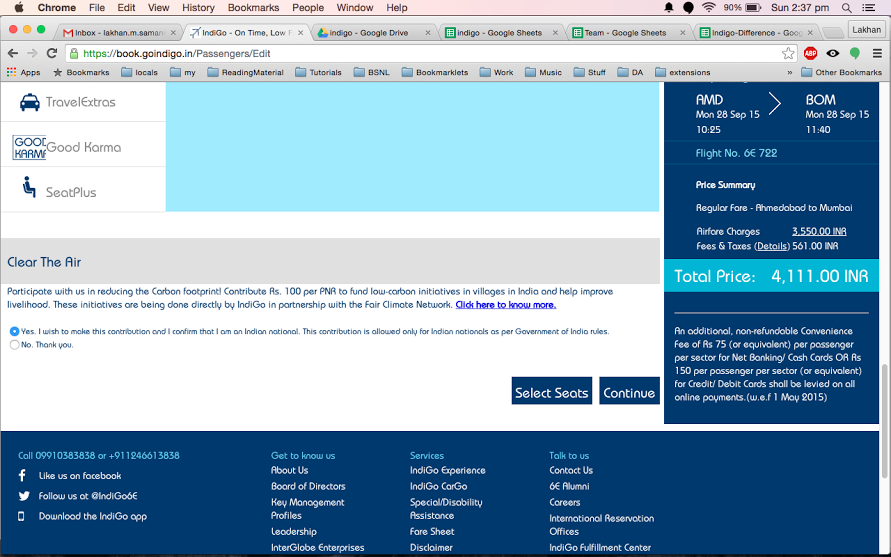 Chrome File Edit View History Bookmarks People Window Help 90% Sun 2:37 pm
Inbox - lakhan.m.saman × IndiGo - On Time, Low F × indigo - Google Drive × indigo - Google Sheets × Team - Google Sheets × Indigo-Difference - Goog × Lakhan
https://book.goindigo.in/Passengers/Edit ABP
Apps Bookmarks locals my ReadingMaterial Tutorials BSNL Bookmarklets Work Music Stuff DA extensions » Other Bookmarks
TravelExtras
GOOD KARMA Good Karma
SeatPlus
AMD BOM
Mon 28 Sep 15 Mon 28 Sep 15
10:25 11:40
Flight No. 6E 722
Price Summary
Regular Fare - Ahmedabad to Mumbai
Airfare Charges 3,550.00 INR
Fees & Taxes (Details) 561.00 INR
Total Price: 4,111.00 INR
An additional, non-refundable Convenience
Fee of Rs 75 (or equivalent) per passenger
per sector for Net Banking/ Cash Cards OR Rs
150 per passenger per sector (or equivalent)
for Credit/ Debit Cards shall be levied on all
online payments.(w.e.f 1 May 2015)
Clear The Air
Participate with us in reducing the Carbon footprint! Contribute Rs. 100 per PNR to fund low-carbon initiatives in villages in India and help improve
livelihood. These initiatives are being done directly by IndiGo in partnership with the Fair Climate Network. Click here to know more.
Yes. I wish to make this contribution and I confirm that I am an Indian national. This contribution is allowed only for Indian nationals as per Government of India rules.
No. Thank you.
Select Seats Continue
Call 09910383838 or +911246613838
Like us on facebook
Follow us at @IndiGo6E
Download the IndiGo app
Get to know us
About Us
Board of Directors
Key Management
Profiles
Leadership
InterGlobe Enterprises
Services
IndiGo Experience
IndiGo CarGo
Special/Disability
Assistance
Fare Sheet
Disclaimer
Talk to us
Contact Us
6E Alumni
Careers
International Reservation
Offices
IndiGo Fulfillment Center